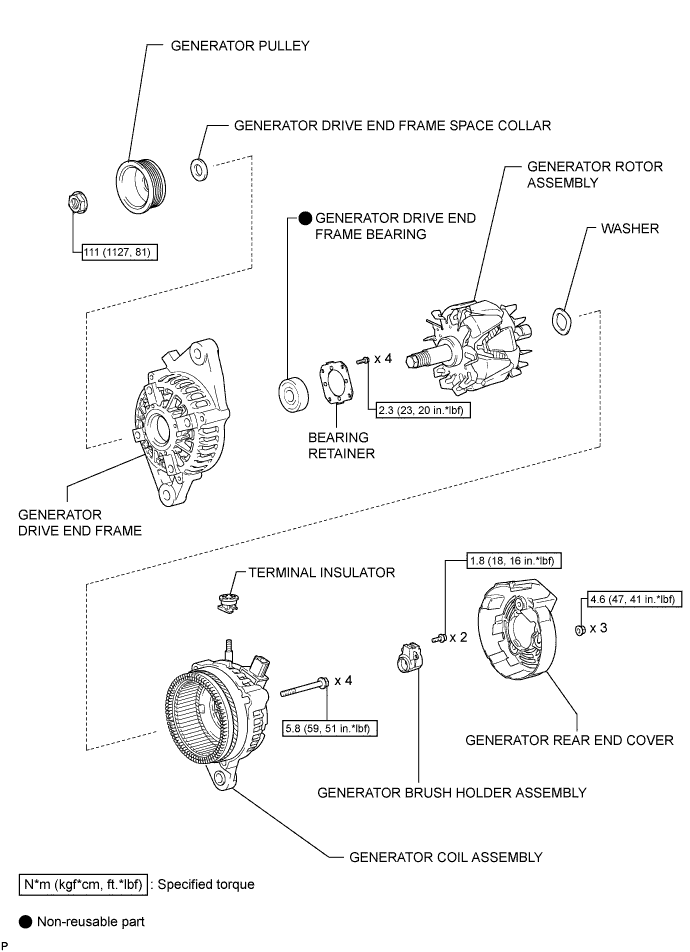 GENERATOR PULLEY
GENERATOR DRIVE END FRAME SPACE COLLAR
GENERATOR ROTOR
ASSEMBLY
GENERATOR DRIVE END
FRAME BEARING
WASHER
111 (1127, 81)
x 4
2.3 (23, 20 in.*lbf)
BEARING
RETAINER
GENERATOR
DRIVE END FRAME
TERMINAL INSULATOR
1.8 (18, 16 in.*lbf)
4.6 (47, 41 in.*lbf)
x 2
x 3
x 4
5.8 (59, 51 in.*lbf)
GENERATOR REAR END COVER
GENERATOR BRUSH HOLDER ASSEMBLY
GENERATOR COIL ASSEMBLY
N*m (kgf*cm, ft.*lbf) : Specified torque
Non-reusable part
P